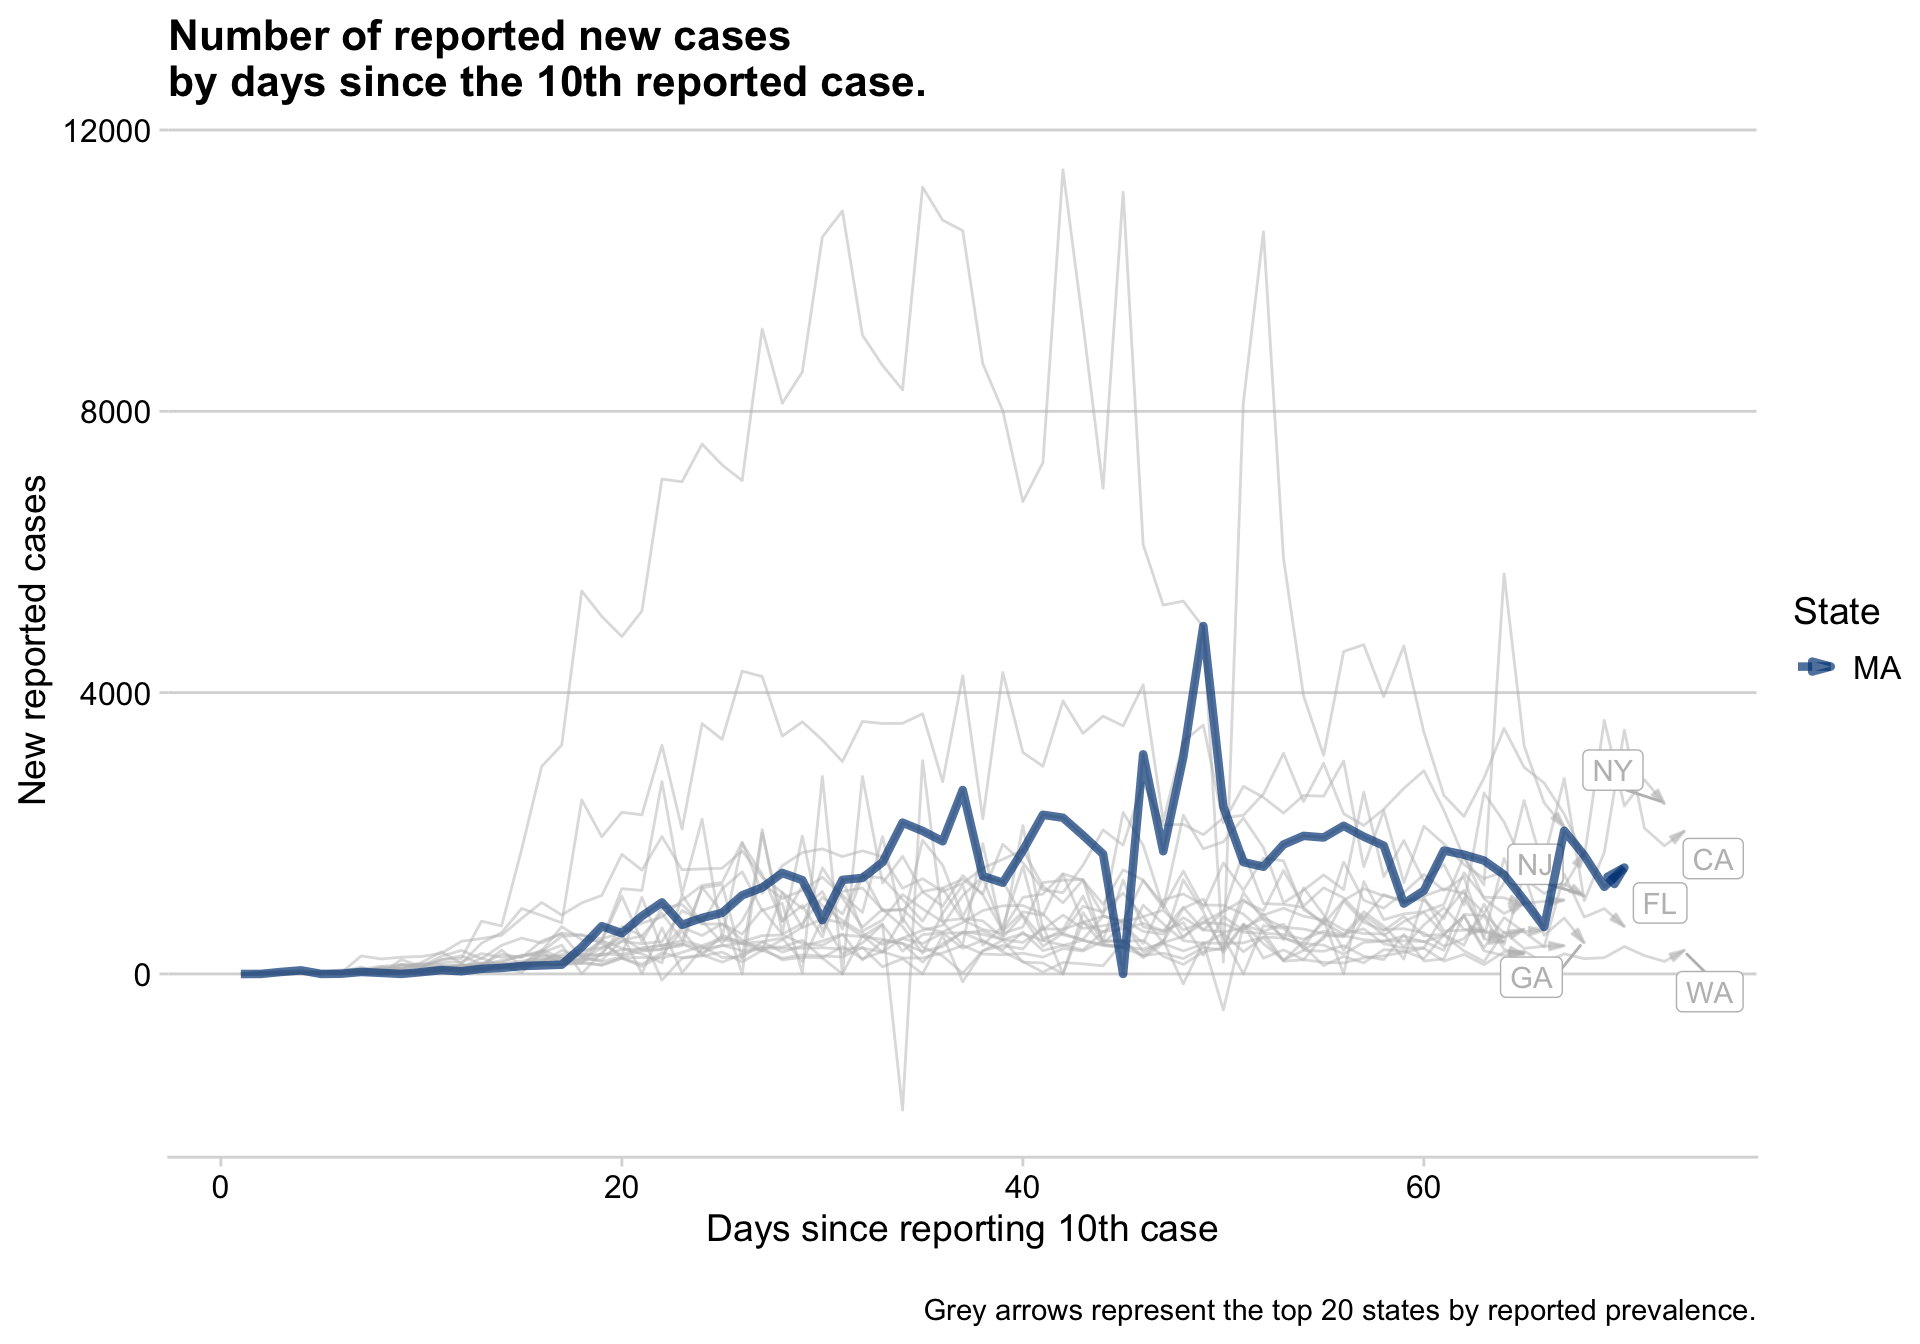 Number of reported new cases
by days since the 10th reported case.
12000
8000
4000
0
New reported cases
NY
NJ
CA
FL
GA
WA
State
MA
0
20
40
60
Days since reporting 10th case
Grey arrows represent the top 20 states by reported prevalence.